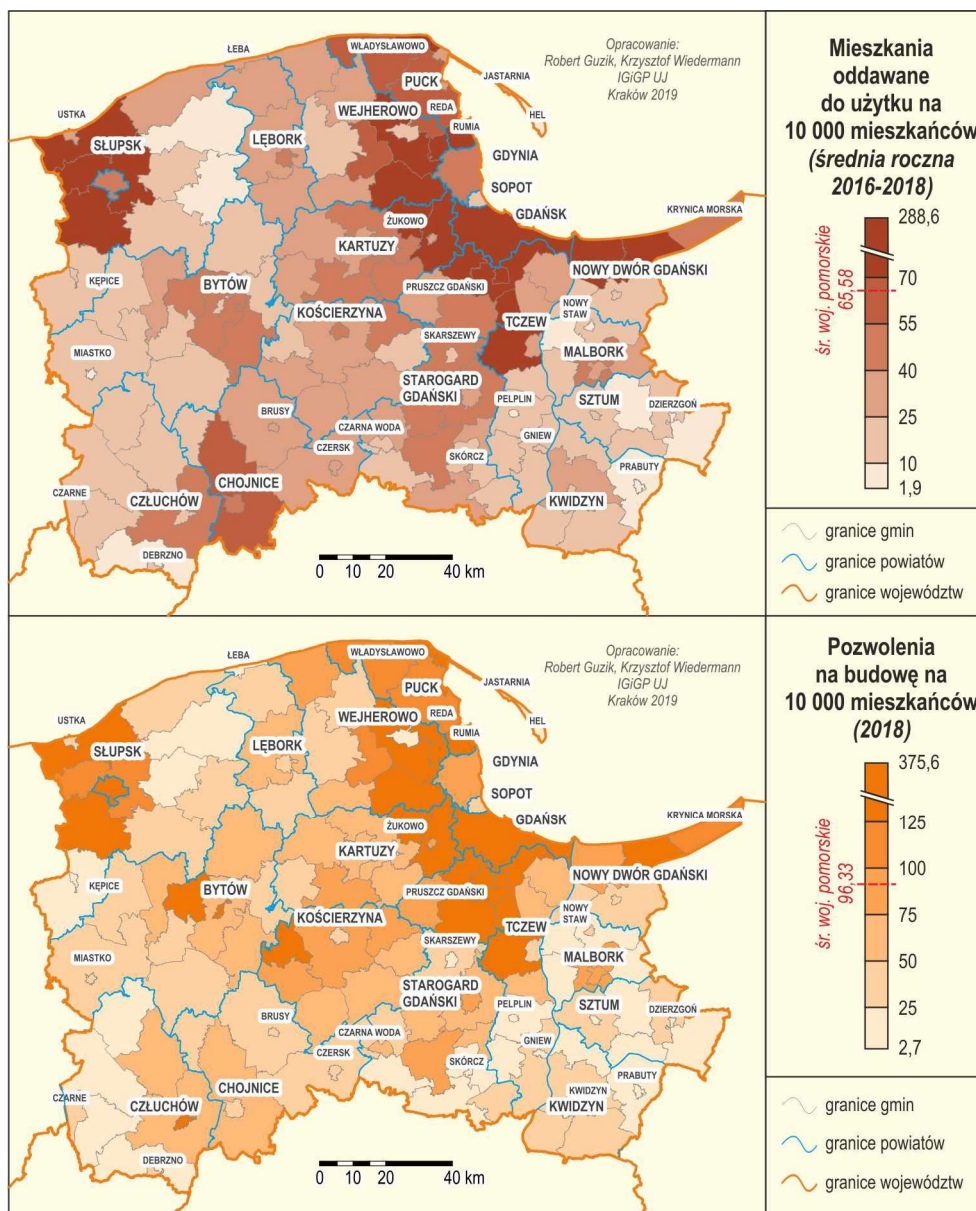 ŁEBA
WŁADYSŁAWOWO
Opracowanie:
Robert Guzik, Krzysztof Wiedermann
IGiGP UJ
Kraków 2019
PUCK
JASTARNIA
WEJHEROWO
REDA
HEL
USTKA
RUMIA
SŁUPSK
LĘBORK
GDYNIA
SOPOT
KRYNICA MORSKA
GDAŃSK
ŻUKOWO
KARTUZY
NOWY DWÓR GDAŃSKI
KĘPICE
BYTÓW
PRUSZCZ GDAŃSKI
KOŚCIERZYNA
NOWY
STAW
TCZEW
SKARSZEWY
MIASTKO
MALBORK
STAROGARD
GDAŃSKI
PELPLIN
SZTUM
DZIERZGOŃ
BRUSY
CZARNA WODA
GNIEW
CZERSK
SKÓRCZ
PRABUTY
CHOJNICE
CZARNE
CZŁUCHÓW
KWIDZYN
DEBRZNO
0 10 20 40 km
Mieszkania
oddawane
do użytku na
10 000 mieszkańców
(średnia roczna
2016-2018)
288,6
70
55
40
25
10
1,9
śr. woj. pomorskie
65,58
granice gmin
granice powiatów
granice województw
ŁEBA
WŁADYSŁAWOWO
Opracowanie:
Robert Guzik, Krzysztof Wiedermann
IGiGP UJ
Kraków 2019
PUCK
JASTARNIA
WEJHEROWO
REDA
HEL
USTKA
RUMIA
SŁUPSK
LĘBORK
GDYNIA
SOPOT
KRYNICA MORSKA
GDAŃSK
ŻUKOWO
KARTUZY
NOWY DWÓR GDAŃSKI
KĘPICE
BYTÓW
PRUSZCZ GDAŃSKI
KOŚCIERZYNA
NOWY
STAW
TCZEW
SKARSZEWY
MIASTKO
MALBORK
STAROGARD
GDAŃSKI
PELPLIN
SZTUM
DZIERZGOŃ
BRUSY
CZARNA WODA
GNIEW
CZERSK
SKÓRCZ
PRABUTY
CHOJNICE
CZARNE
KWIDZYN
CZŁUCHÓW
KWIDZYN
DEBRZNO
0 10 20 40 km
Pozwolenia
na budowę na
10 000 mieszkańców
(2018)
375,6
125
100
75
50
25
2,7
śr. woj. pomorskie
96,33
granice gmin
granice powiatów
granice województw